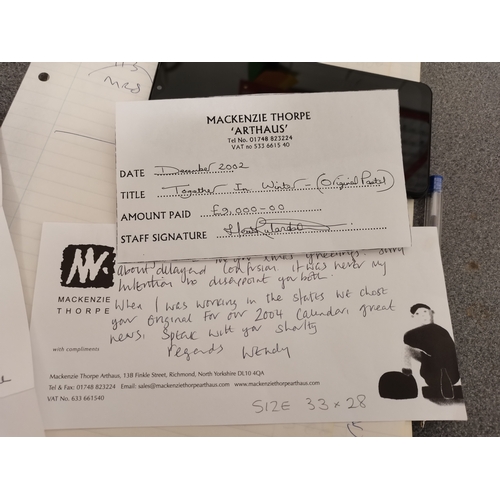 MRS
MACKENZIE THORPE
'ARTHAUS'
Tel No. 01748 823224
VAT no 533 6615 40
DATE December 2002
TITLE Together In Winter - (Original Pastel)
AMOUNT PAID £9,000-00
STAFF SIGNATURE
about delayed confusion it was never my
intention to disappoint you both.
When I was working in the states we chose
your original for our 2004 Calendar, great
news. Speak with you shortly
regards Wendy
MACKENZIE
THORPE
with compliments
Mackenzie Thorpe Arthaus, 13B Finkle Street, Richmond, North Yorkshire DL10 4QA
Tel & Fax: 01748 823224 Email: sales@mackenziethorpearthaus.com www.mackenziethorpearthaus.com
VAT No. 633 661540
SIZE 33 x 28